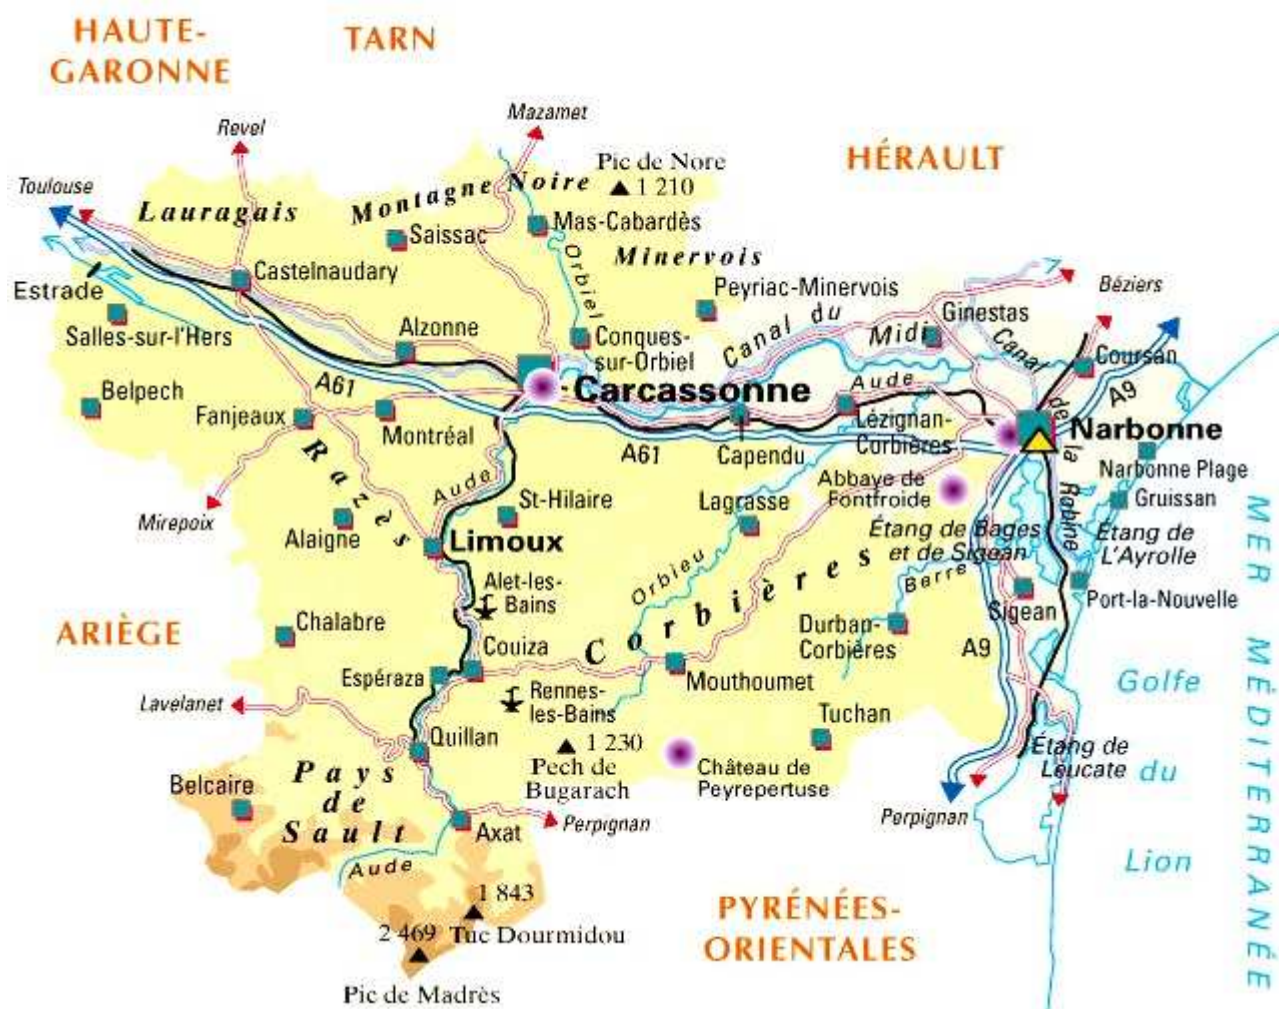 HAUTE-
GARONNE
TARN
HÉRAULT
Mazamet
Revel
Pic de Nore
1 210
Toulouse
Lauragais
Montagne Noire
Saissac
Mas-Cabardès
Orbiel
Minervois
Béziers
Castelnaudary
Estrade
Peyriac-Minervois
Salles-sur-l'Hers
Alzonne
Conques-
sur-Orbiel
Canal du
Midi
Ginestas
Canal
de la Robine
Coursan
A9
A61
Belpech
Fanjeaux
Montréal
Carcassonne
Aude
Lézignan-
Corbières
Narbonne
A61
Capendu
Narbonne Plage
Gruissan
Razès
Aude
St-Hilaire
Lagrasse
Abbaye de
Fontfroide
Mirepoix
Alaigne
Limoux
Étang de Bages
et de Sigean
Étang de
L'Ayrolle
Orbieu
Berre
Alet-les-
Bains
Corbières
Sigean
Port-la-Nouvelle
ARIÈGE
Chalabre
Couiza
Durban-
Corbières
A9
Espéraza
Mouthoumet
Lavelanet
Rennes-
les-Bains
Tuchan
Golfe
du
Lion
MER MÉDITERRANÉE
Quillan
1 230
Pech de
Bugarach
Château de
Peyrepertuse
Étang de
Leucate
Belcaire
Pays
de
Sault
Axat
Perpignan
Perpignan
Aude
1 843
Tuc Dourmidou
2 469
Pic de Madrès
PYRÉNÉES-
ORIENTALES